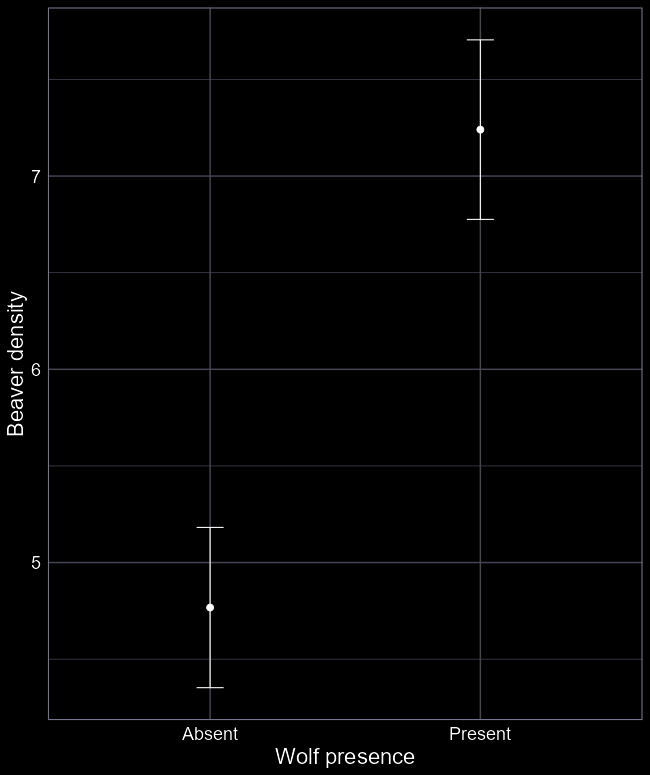 Beaver density
7
6
5
Absent Present
Wolf presence